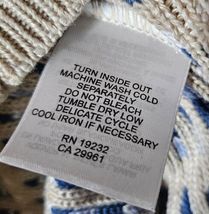 TURN INSIDE OUT
MACHINE WASH COLD
SEPARATELY
DO NOT BLEACH
TUMBLE DRY LOW
DELICATE CYCLE
COOL IRON IF NECESSARY
RN 19232
CA 29961